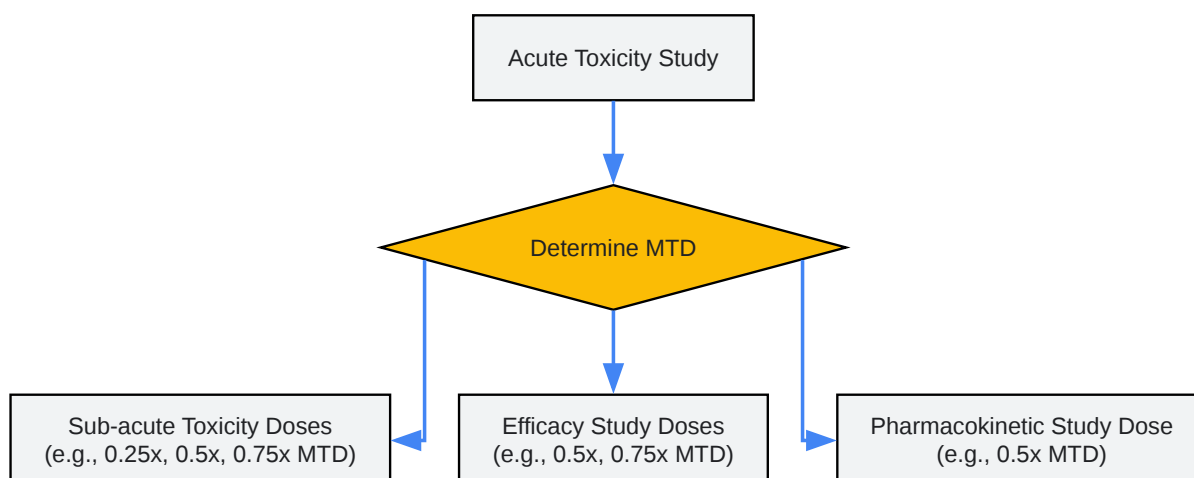 Acute Toxicity Study
Determine MTD
Sub-acute Toxicity Doses
(e.g., 0.25x, 0.5x, 0.75x MTD)
Efficacy Study Doses
(e.g., 0.5x, 0.75x MTD)
Pharmacokinetic Study Dose
(e.g., 0.5x MTD)